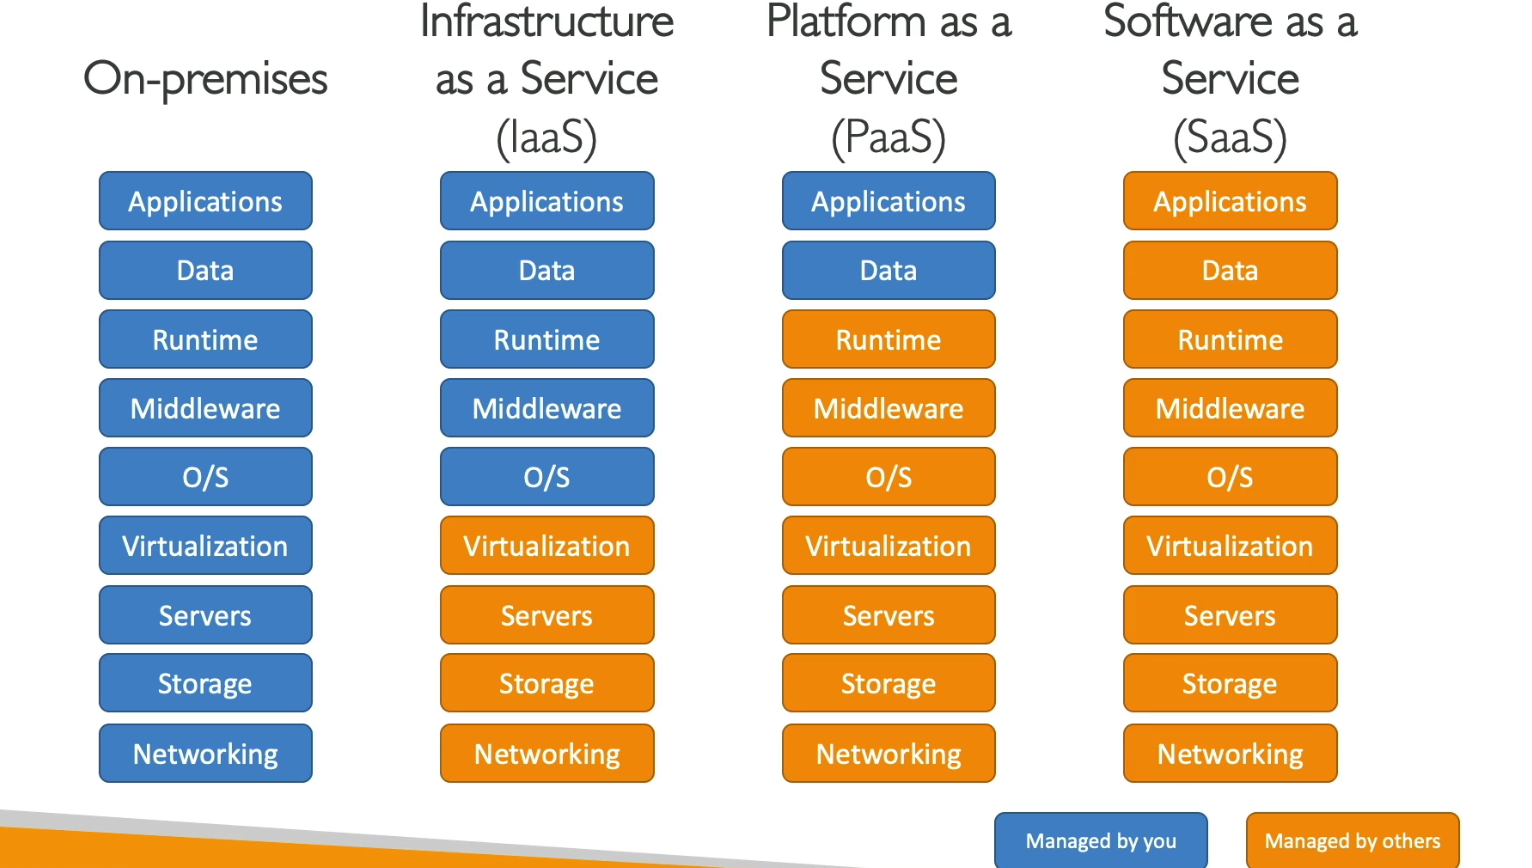 On-premises
Infrastructure
as a Service
(IaaS)
Platform as a
Service
(PaaS)
Software as a
Service
(SaaS)
Applications
Data
Runtime
Middleware
O/S
Virtualization
Servers
Storage
Networking
Applications
Data
Runtime
Middleware
O/S
Virtualization
Servers
Storage
Networking
Applications
Data
Runtime
Middleware
O/S
Virtualization
Servers
Storage
Networking
Applications
Data
Runtime
Middleware
O/S
Virtualization
Servers
Storage
Networking
Managed by you
Managed by others